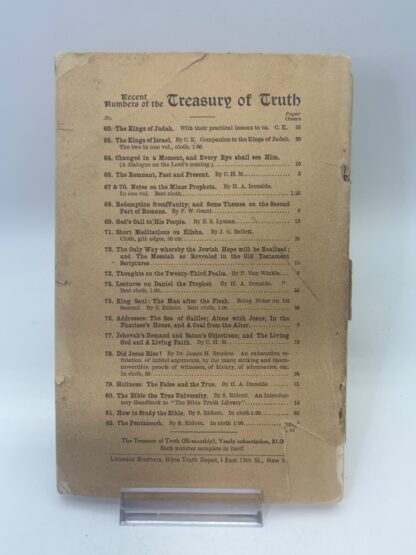 Recent
Numbers of the Treasury of Truth
No. Paper Covers
63. The Kings of Judah. With their practical lessons to us. C. K. 35
65. The Kings of Israel. By C. K. Companion to the Kings of Judah.
The two in one vol., cloth, 1.00
64. Changed in a Moment, and Every Eye shall see Him.
(A dialogue on the Lord's coming)
66. The Remnant, Past and Present. By C. H. M.
67 & 70. Notes on the Minor Prophets. By H. A. Ironside.
In one vol. Best cloth, 1.25
68. Redemption from Vanity; and Some Themes on the Second
Part of Romans. By F. W. Grant
69. God's Call to His People. By E. S. Lyman
71. Short Meditations on Elisha. By J. G. Bellett.
Cloth, gilt edges, 50 cts.
72. The Only Way whereby the Jewish Hope will be Realized;
and The Messiah as Revealed in the Old Testament
Scriptures
73. Thoughts on the Twenty-Third Psalm. By P. Van Winkle
74. Lectures on Daniel the Prophet. By H. A. Ironside.
Best cloth, 1.00
75. King Saul: The Man after the Flesh. Being Notes on 1st
Samuel. By S. Ridout. Best cloth, 1.00
76. Addresses: The Sea of Galilee; Alone with Jesus; In the
Pharisee's House, and A Coal from the Altar
77. Jehovah's Demand and Satan's Objections; and The Living
God and A Living Faith. By C. H. M.
78. Did Jesus Rise? By Dr. James H. Brookes. An exhaustive re-
futation of infidel arguments, by the many striking and incon-
trovertible proofs of witnesses, of history, of adversaries, etc.
In cloth,
79. Holiness: The False and the True. By H. A. Ironside.
80. The Bible the True University. By S. Ridout. An Introduc-
tory Handbook to "The Bible Truth Library"
81. How to Study the Bible. By S. Ridout. In cloth
82. The Pentateuch. By S. Ridout. In cloth 1.00
The Treasury of Truth (Bi-monthly). Yearly subscription,
Each number complete in itself.
Loizeaux Brothers, Bible Truth Depot, 1 East 13th St., New Y